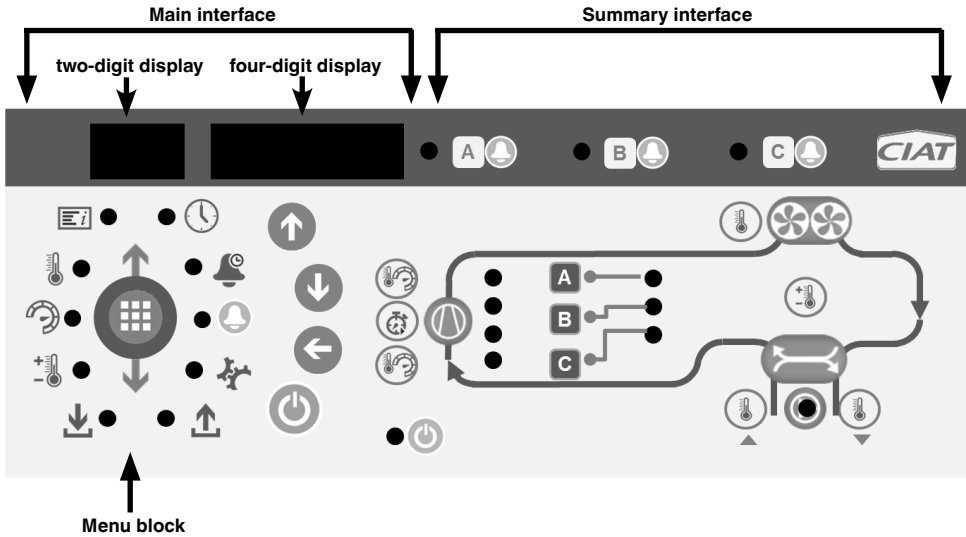 Main interface
Summary interface
two-digit display
four-digit display
A
B
C
CIAT
i
A
B
C
Menu block